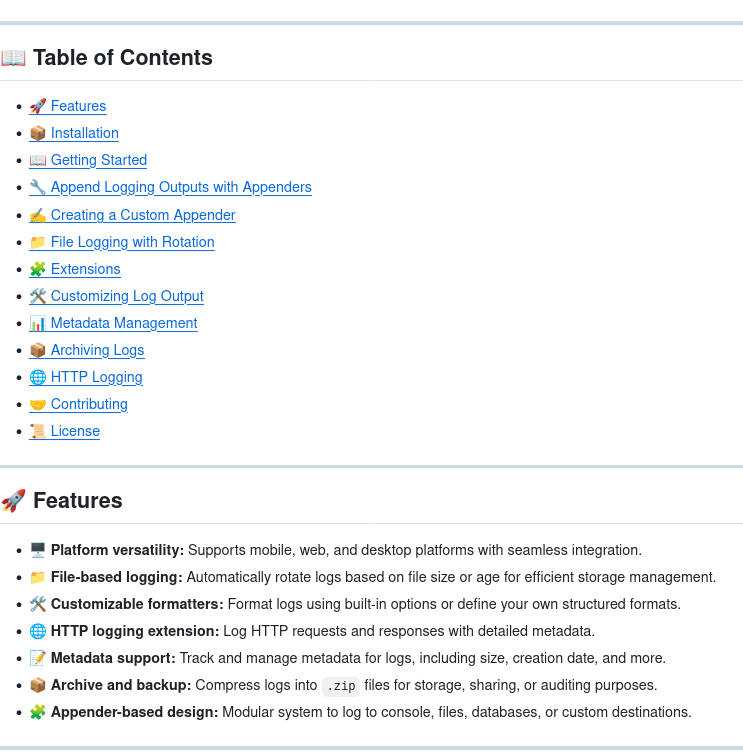 📖 Table of Contents
🚀 Features
📦 Installation
📖 Getting Started
🔧 Append Logging Outputs with Appenders
✍️ Creating a Custom Appender
📁 File Logging with Rotation
🧩 Extensions
🛠️ Customizing Log Output
📊 Metadata Management
📦 Archiving Logs
🌐 HTTP Logging
🤝 Contributing
📜 License
🚀 Features
🖥️ Platform versatility: Supports mobile, web, and desktop platforms with seamless integration.
📁 File-based logging: Automatically rotate logs based on file size or age for efficient storage management.
🛠️ Customizable formatters: Format logs using built-in options or define your own structured formats.
🌐 HTTP logging extension: Log HTTP requests and responses with detailed metadata.
📝 Metadata support: Track and manage metadata for logs, including size, creation date, and more.
📦 Archive and backup: Compress logs into .zip files for storage, sharing, or auditing purposes.
🧩 Appender-based design: Modular system to log to console, files, databases, or custom destinations.